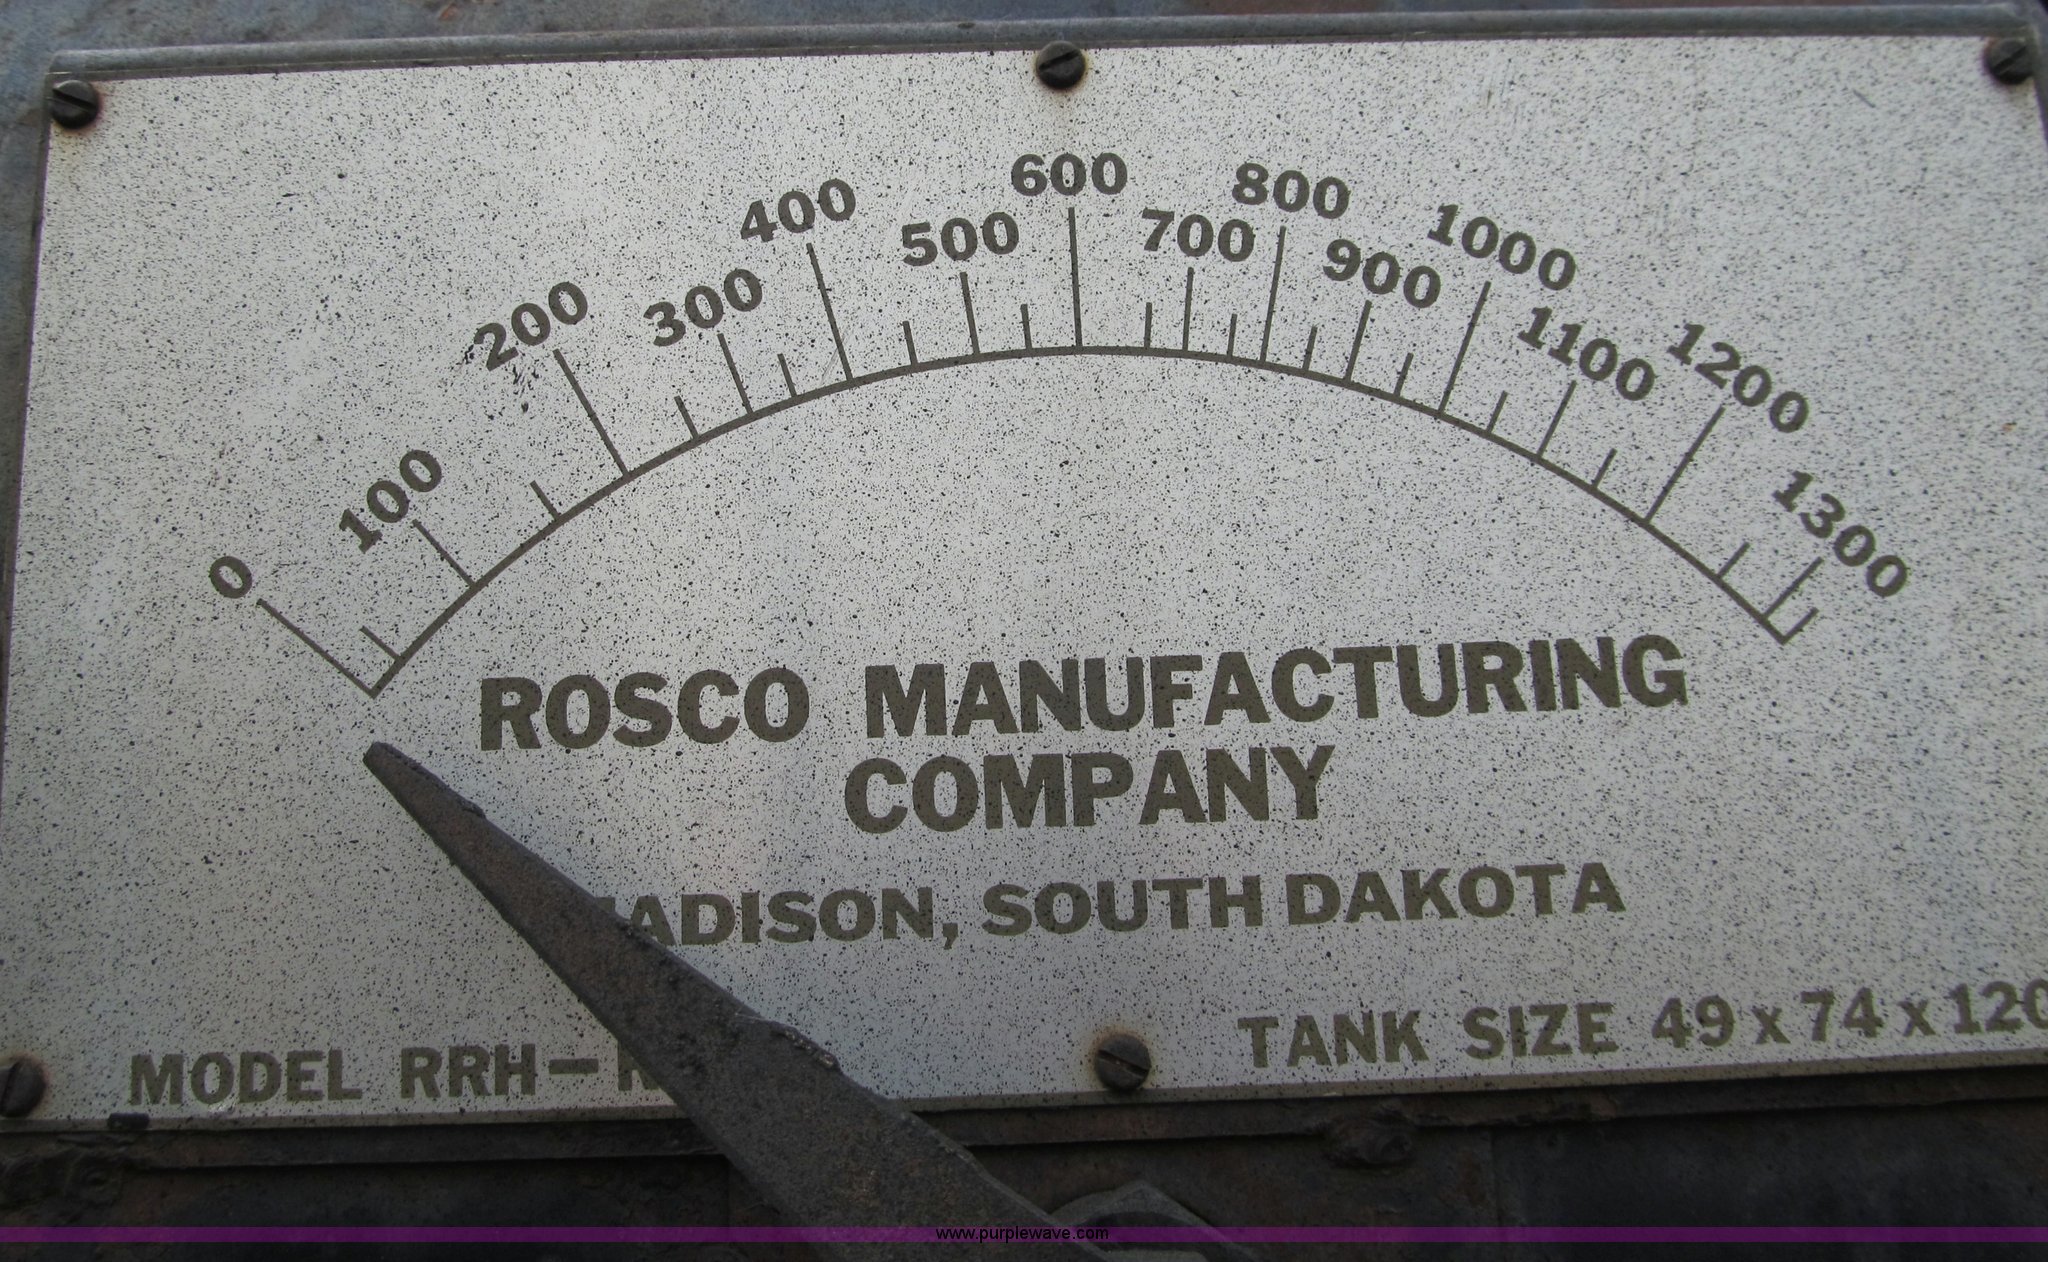 0 100 200 300 400 500 600 700 800 900 1000 1100 1200 1300
ROSCO MANUFACTURING
COMPANY
MADISON, SOUTH DAKOTA
MODEL RRH—
TANK SIZE 49 x 74 x 120
www.purplewave.com